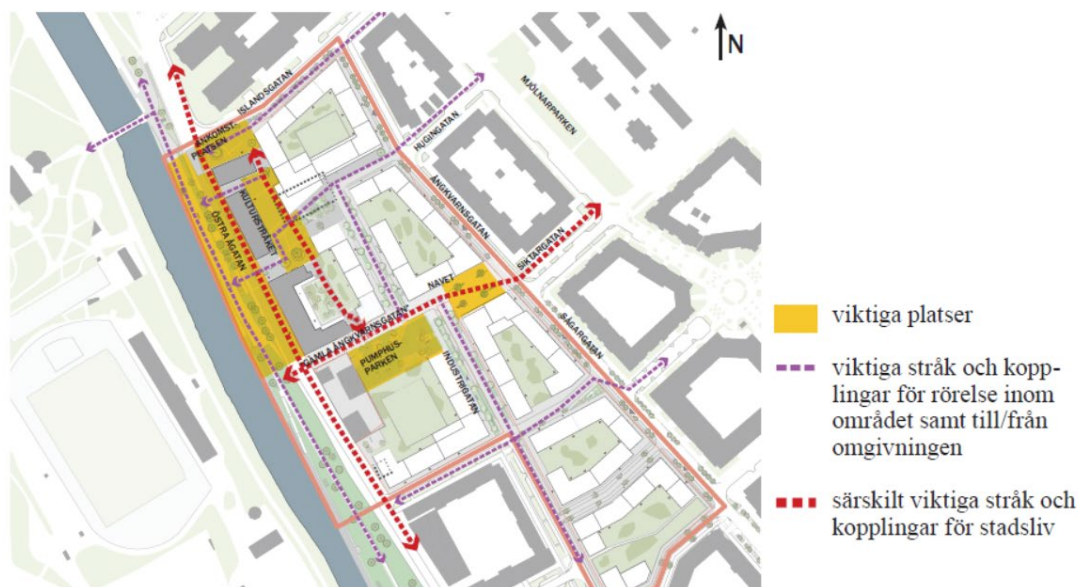 N
ISLANDSGATAN
MJÖLNARPARKEN
ANKOMST-
PLATSEN
HUGINGATAN
KULTURSTRÅKET
ÄNGKVARNSGATAN
ÖSTRA ÅGATAN
SIKTARGATAN
NAVET
SÅGARGATAN
GAMLA ÅNGKVARNSGATAN
PUMPHUS-
PARKEN
INDUSTRIGATAN
viktiga platser
viktiga stråk och kopp-
lingar för rörelse inom
området samt till/från
omgivningen
särskilt viktiga stråk och
kopplingar för stadsliv